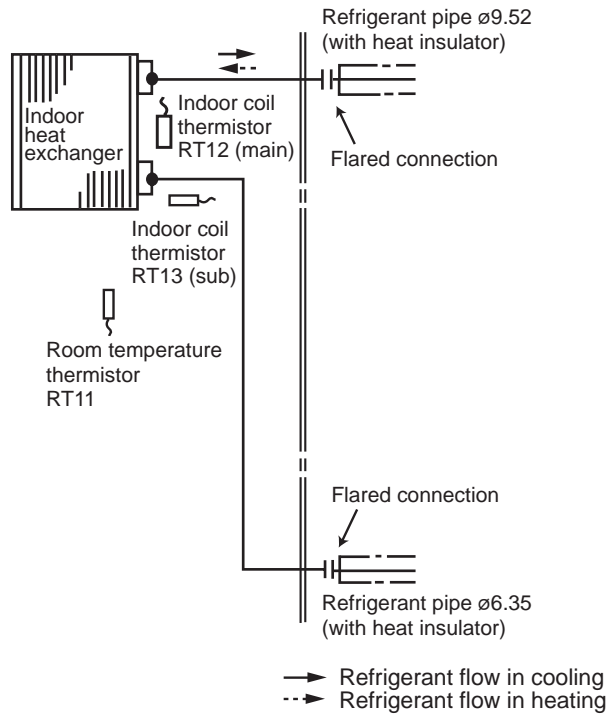 Refrigerant pipe ø9.52
(with heat insulator)
Indoor
heat
exchanger
Indoor coil
thermistor
RT12 (main)
Flared connection
Indoor coil
thermistor
RT13 (sub)
Room temperature
thermistor
RT11
Flared connection
Refrigerant pipe ø6.35
(with heat insulator)
Refrigerant flow in cooling
Refrigerant flow in heating